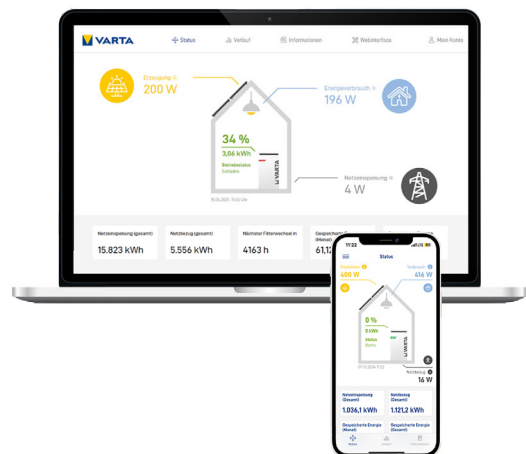 VARTA
Status
Verlauf
Informationen
Webinterface
Mein Konto
Erzeugung
200 W
Energieverbrauch
196 W
34 %
3,06 kWh
Betriebsstatus
Entladen
VARTA
Netzeinspeisung
4 W
Netzeinspeisung (gesamt)
15.823 kWh
Netzbezug (gesamt)
5.556 kWh
Nächster Filterwechsel in
4163 h
(Monat)
11:22
Status
Produktion
400 W
Verbrauch
416 W
0 %
0 kWh
Status
VARTA
Netzbezug
16 W
Netzeinspeisung
(Gesamt)
1.036,1 kWh
Netzbezug
(Gesamt)
1.121,2 kWh
Gespeicherte Energie
(Monat)
Gespeicherte Energie
(Gesamt)